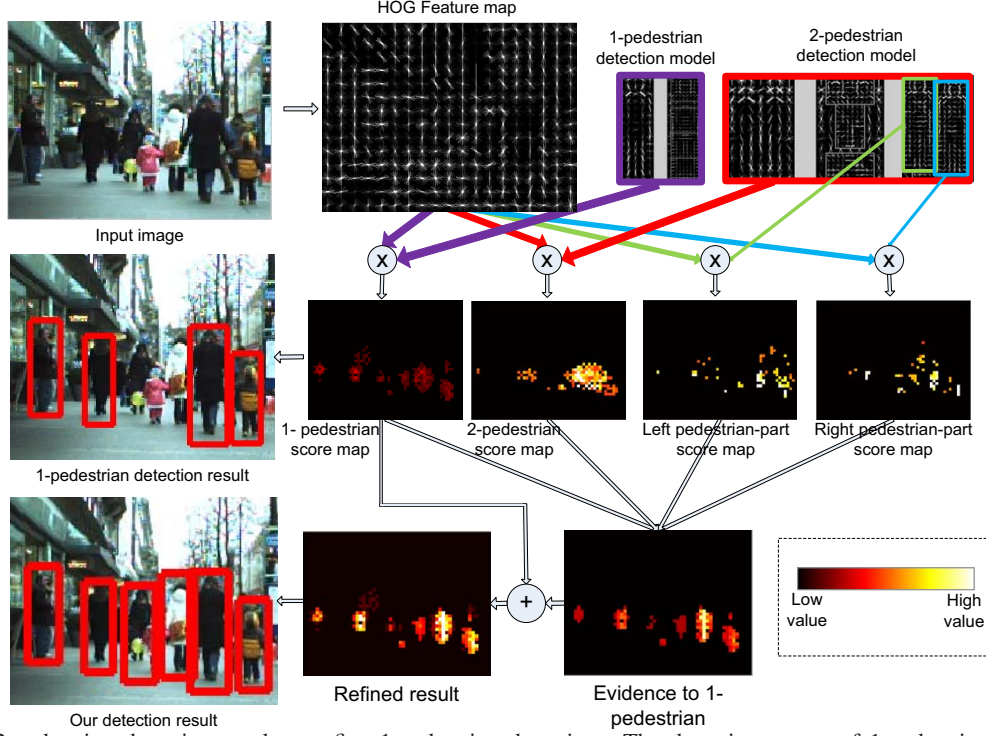 HOG Feature map
1-pedestrian
detection model
2-pedestrian
detection model
Input image
x
x
x
x
1- pedestrian
score map
2-pedestrian
score map
Left pedestrian-part
score map
Right pedestrian-part
score map
1-pedestrian detection result
+
Low
value
High
value
Refined result
Evidence to 1-
pedestrian
Our detection result